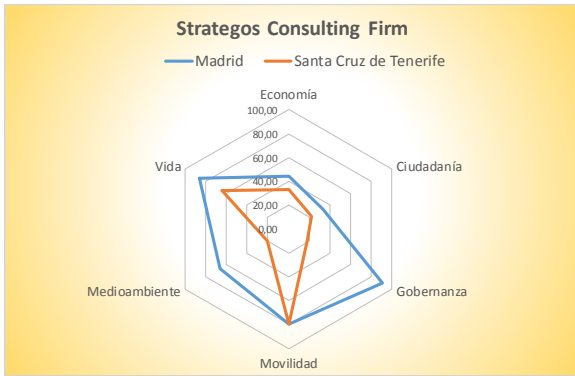 Strategos Consulting Firm
Madrid Santa Cruz de Tenerife
Economía
100,00
80,00
Vida Ciudadanía
60,00
40,00
20,00
0,00
Medioambiente Gobernanza
Movilidad